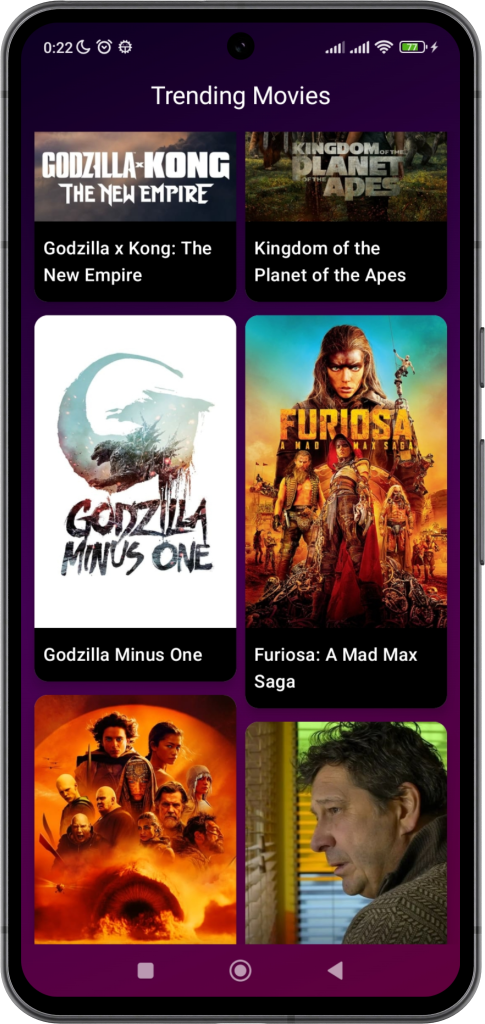 0:22
77
Trending Movies
GODZILLA x KONG
THE NEW EMPIRE
KINGDOM OF THE
PLANET
OF THE APES
Godzilla x Kong: The
New Empire
Kingdom of the
Planet of the Apes
GODZILLA
MINUS ONE
FURIOSA
A MAD MAX SAGA
Godzilla Minus One
Furiosa: A Mad Max
Saga